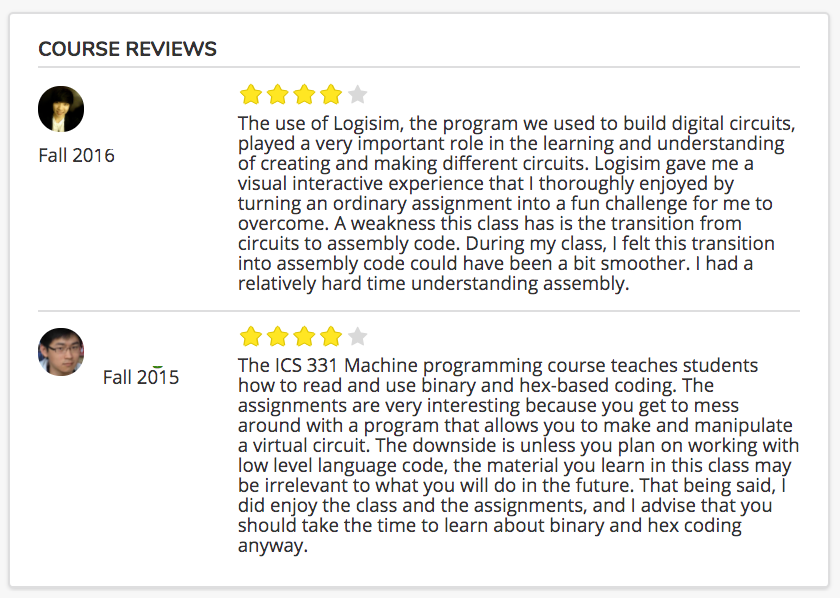 COURSE REVIEWS
Fall 2016
The use of Logisim, the program we used to build digital circuits,
played a very important role in the learning and understanding
of creating and making different circuits. Logisim gave me a
visual interactive experience that I thoroughly enjoyed by
turning an ordinary assignment into a fun challenge for me to
overcome. A weakness this class has is the transition from
circuits to assembly code. During my class, I felt this transition
into assembly code could have been a bit smoother. I had a
relatively hard time understanding assembly.
Fall 2015
The ICS 331 Machine programming course teaches students
how to read and use binary and hex-based coding. The
assignments are very interesting because you get to mess
around with a program that allows you to make and manipulate
a virtual circuit. The downside is unless you plan on working with
low level language code, the material you learn in this class may
be irrelevant to what you will do in the future. That being said, I
did enjoy the class and the assignments, and I advise that you
should take the time to learn about binary and hex coding
anyway.